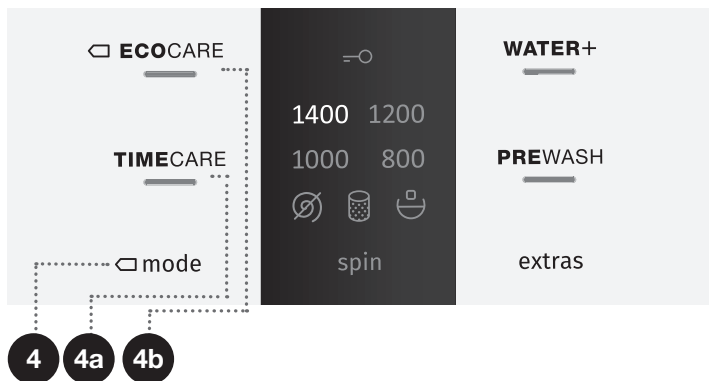 ECOCARE
WATER+
1400 1200
TIMECARE
1000 800
PREWASH
mode
spin
extras
4 4a 4b